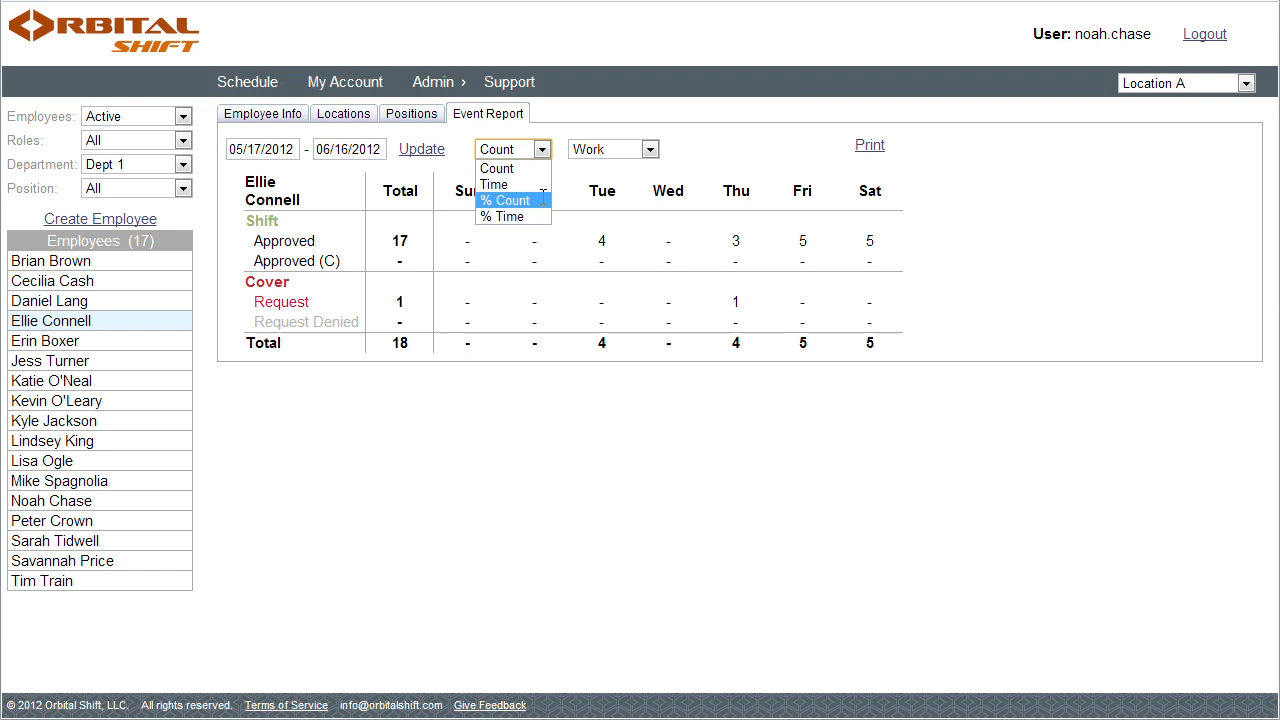 ORBITAL
SHIFT
User: noah.chase Logout
Schedule My Account Admin › Support Location A
Employees: Active
Roles: All
Department: Dept 1
Position: All
Create Employee
Employees (17)
Brian Brown
Cecilia Cash
Daniel Lang
Ellie Connell
Erin Boxer
Jess Turner
Katie O'Neal
Kevin O'Leary
Kyle Jackson
Lindsey King
Lisa Ogle
Mike Spagnolia
Noah Chase
Peter Crown
Sarah Tidwell
Savannah Price
Tim Train
Employee Info Locations Positions Event Report
05/17/2012 - 06/16/2012 Update Count Work Print
Count
Time
% Count
% Time
Ellie
Connell Total Su Tue Wed Thu Fri Sat
Shift
Approved 17 - - 4 - 3 5 5
Approved (C) - - - - - - - -
Cover
Request 1 - - - - 1 - -
Request Denied - - - - - - - -
Total 18 - - 4 - 4 5 5
© 2012 Orbital Shift, LLC. All rights reserved. Terms of Service info@orbitalshift.com Give Feedback